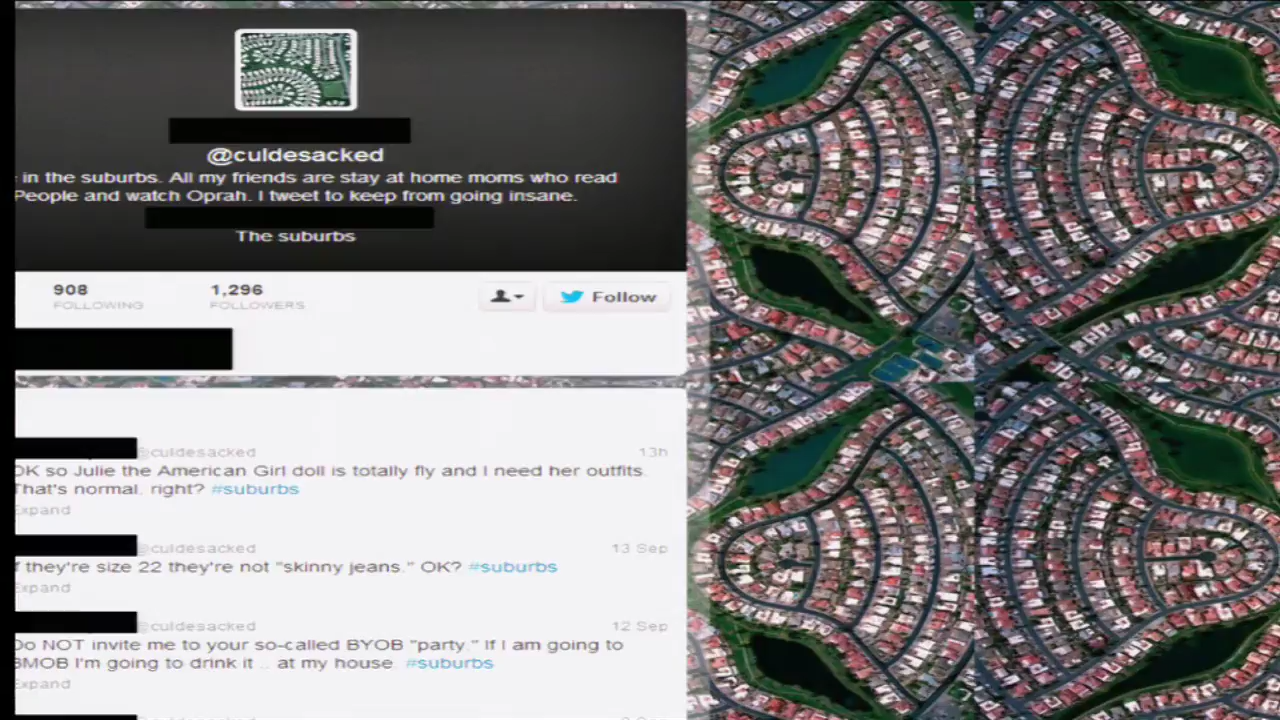 @culdesacked
in the suburbs. All my friends are stay at home moms who read
People and watch Oprah. I tweet to keep from going insane.
The suburbs
908 1,296
FOLLOWING FOLLOWERS
Follow
@culdesacked 13h
OK so Julie the American Girl doll is totally fly and I need her outfits.
That's normal, right? #suburbs
Expand
@culdesacked 13 Sep
If they're size 22 they're not "skinny jeans." OK? #suburbs
Expand
@culdesacked 12 Sep
Do NOT invite me to your so-called BYOB "party." If I am going to
BMOB I'm going to drink it .. at my house. #suburbs
Expand
@culdesacked